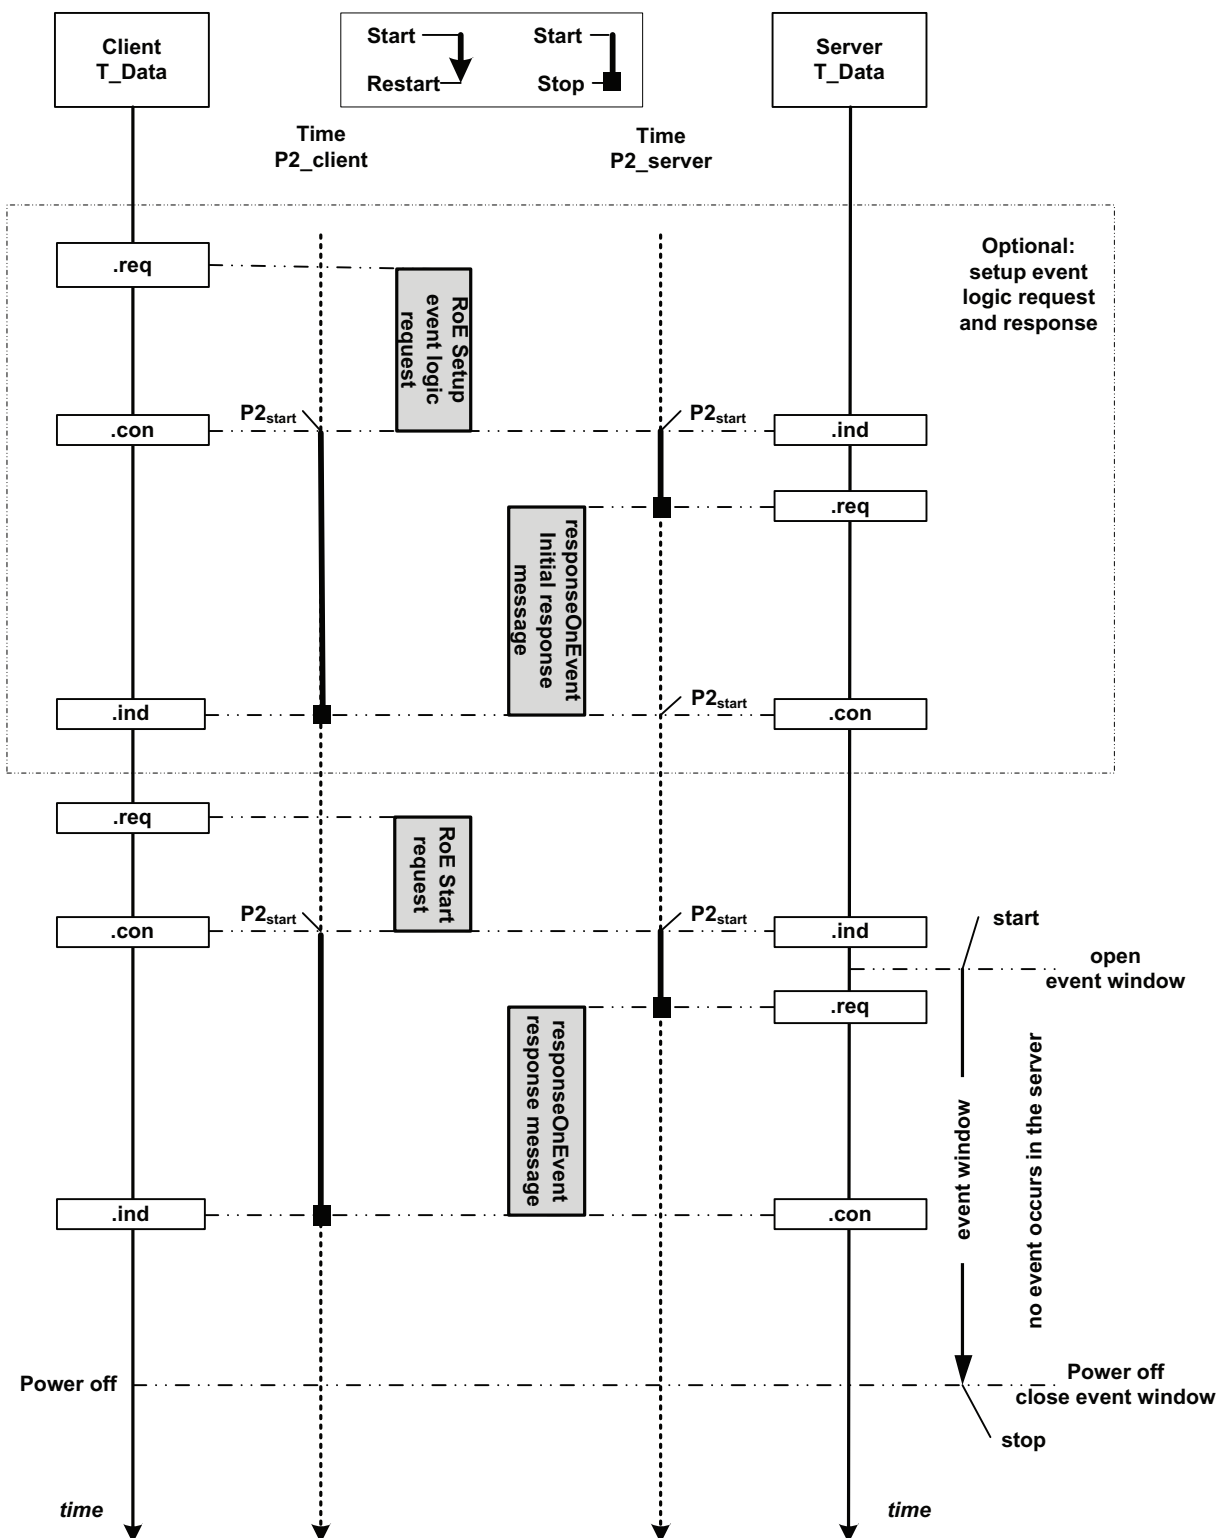 Client
T_Data
Start
Restart
Start
Stop
Server
T_Data
Time
P2_client
Time
P2_server
Optional:
setup event
logic request
and response
.req
RoE Setup
event logic
request
.con
P2start
P2start
.ind
.req
responseOnEvent
Initial response
message
.ind
P2start
.con
.req
RoE Start
request
.con
P2start
P2start
.ind
start
open
event window
.req
responseOnEvent
response message
event window
no event occurs in the server
.ind
.con
Power off
Power off
close event window
stop
time
time